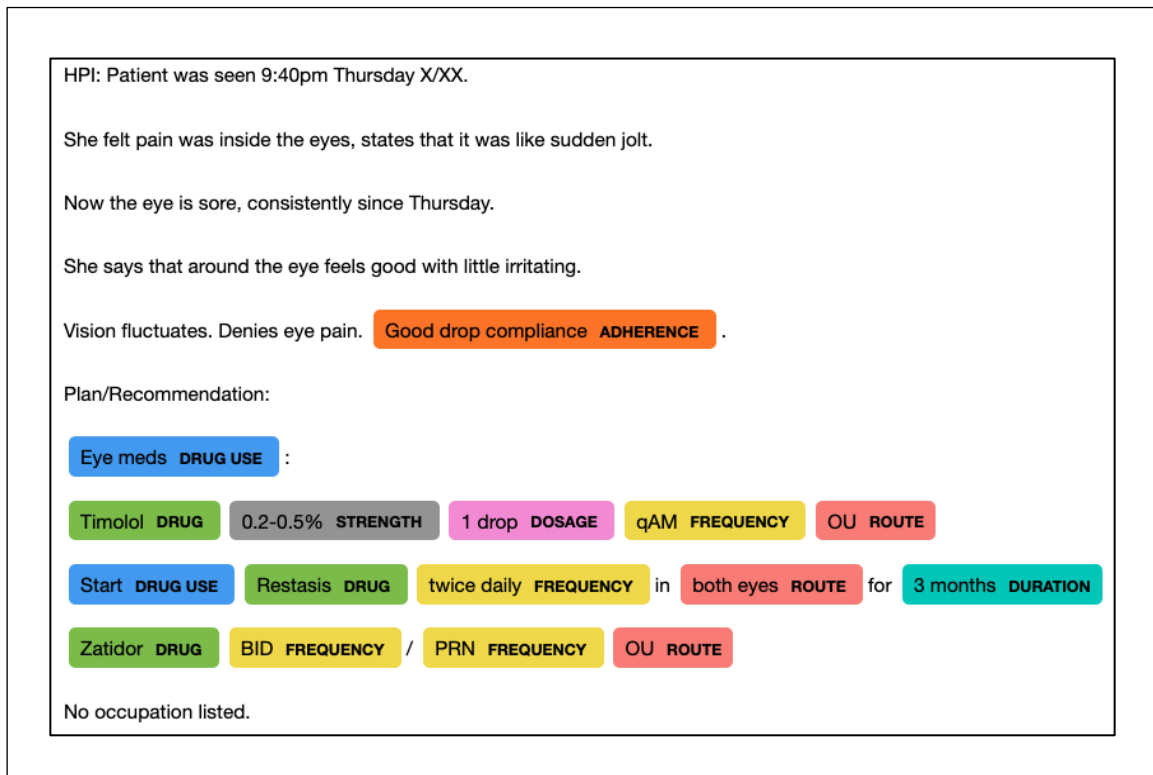 HPI: Patient was seen 9:40pm Thursday X/XX.
She felt pain was inside the eyes, states that it was like sudden jolt.
Now the eye is sore, consistently since Thursday.
She says that around the eye feels good with little irritating.
Vision fluctuates. Denies eye pain. Good drop compliance ADHERENCE .
Plan/Recommendation:
Eye meds DRUG USE :
Timolol DRUG 0.2-0.5% STRENGTH 1 drop DOSAGE qAM FREQUENCY OU ROUTE
Start DRUG USE Restasis DRUG twice daily FREQUENCY in both eyes ROUTE for 3 months DURATION
Zatidor DRUG BID FREQUENCY / PRN FREQUENCY OU ROUTE
No occupation listed.